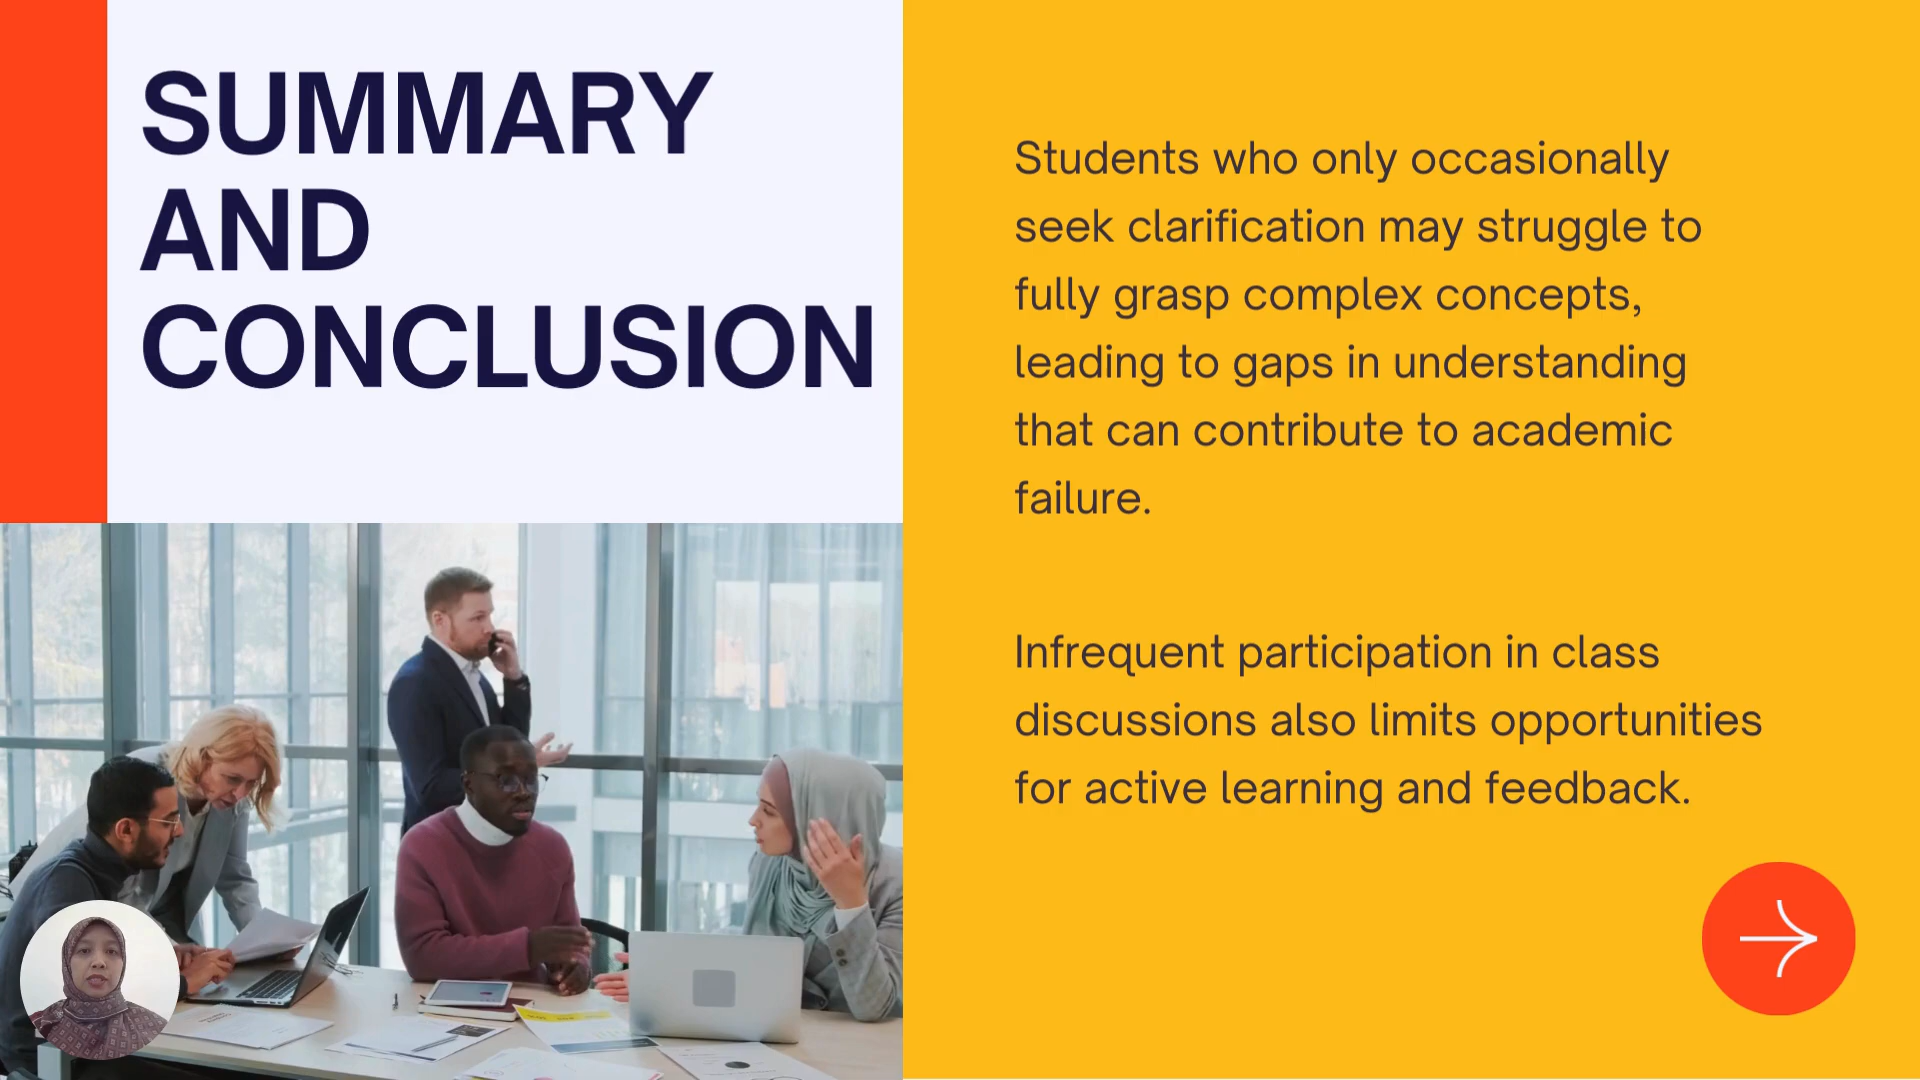 SUMMARY
AND
CONCLUSION
Students who only occasionally
seek clarification may struggle to
fully grasp complex concepts,
leading to gaps in understanding
that can contribute to academic
failure.
Infrequent participation in class
discussions also limits opportunities
for active learning and feedback.